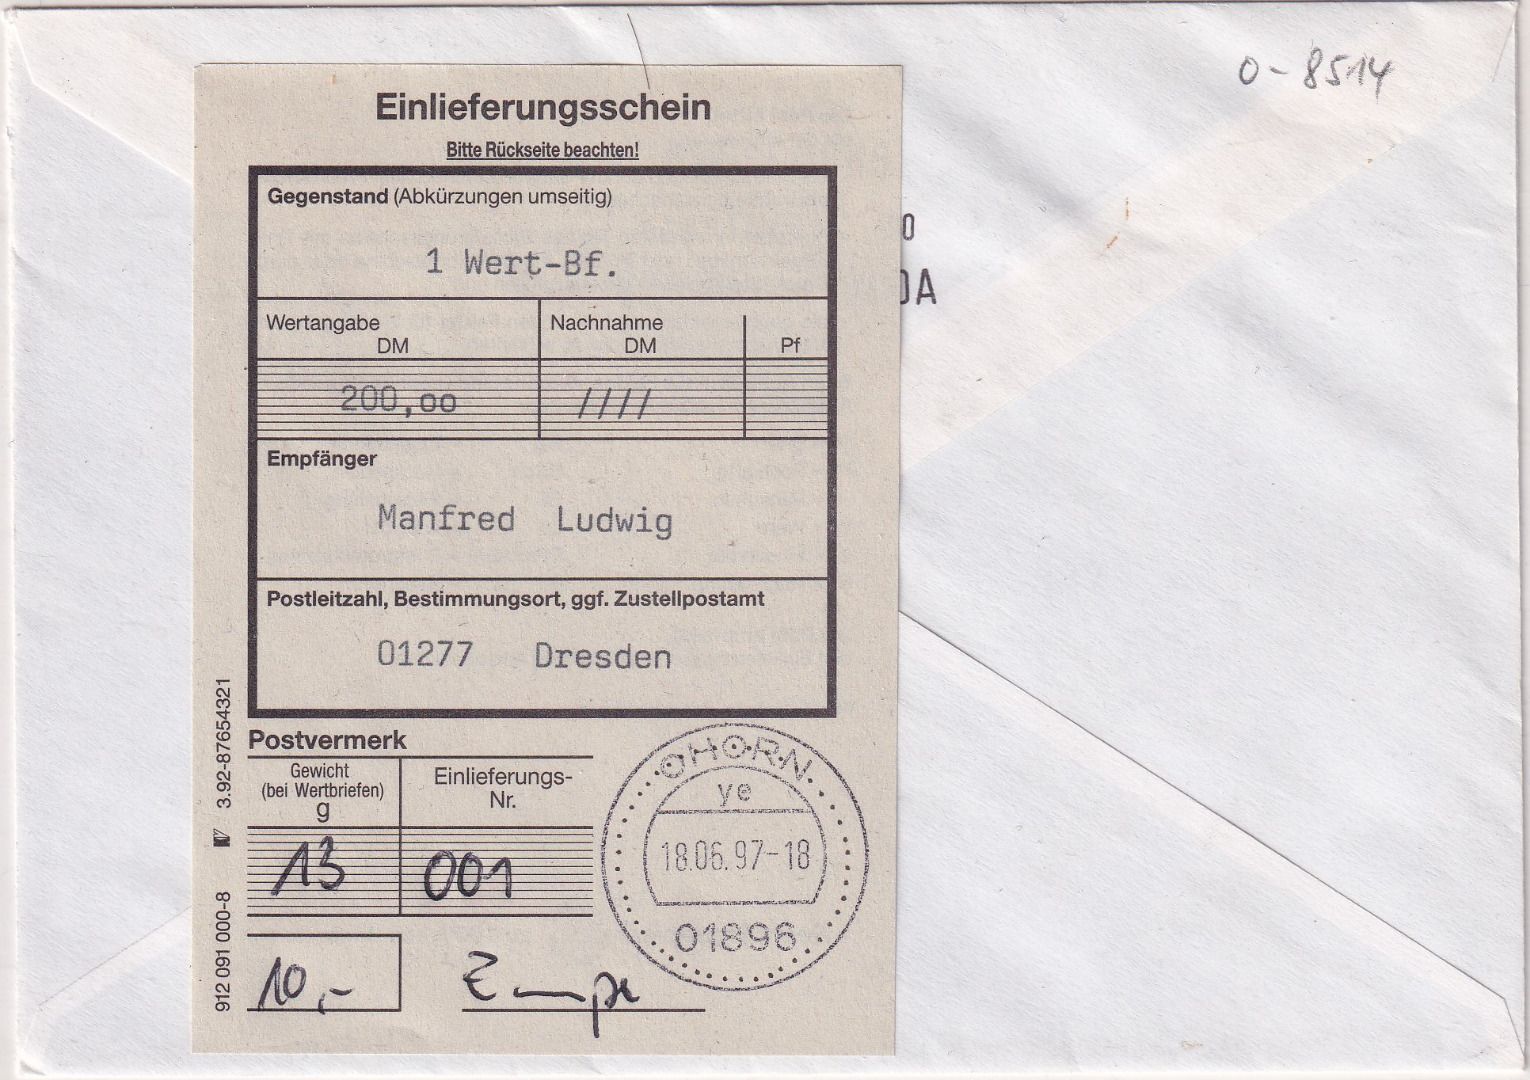 0-8514
Einlieferungsschein
Bitte Rückseite beachten!
Gegenstand (Abkürzungen umseitig)
1 Wert-Bf.
Wertangabe
DM
Nachnahme
DM
Pf
200,oo
////
Empfänger
Manfred Ludwig
Postleitzahl, Bestimmungsort, ggf. Zustellpostamt
01277 Dresden
Postvermerk
Gewicht
(bei Wertbriefen)
g
Einlieferungs-
Nr.
13
001
10,-
OHORN
ye
18.06.97-18
01896
912 091 000-8
3.92-87654321